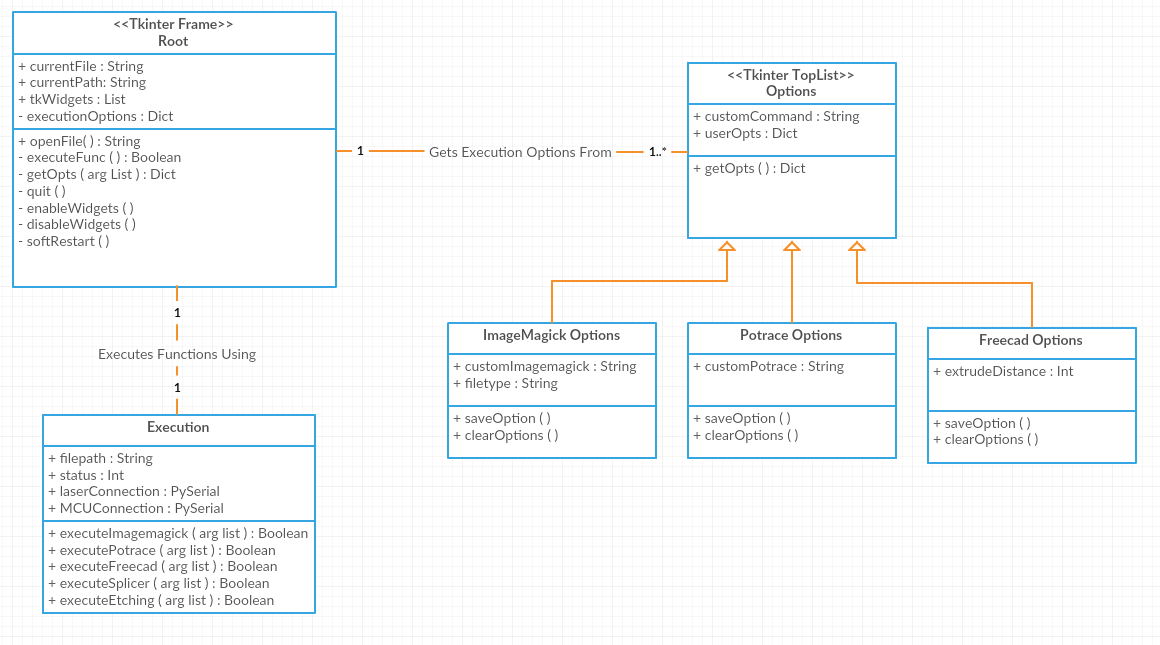 <<Tkinter Frame>>
Root
+ currentFile : String
+ currentPath: String
+ tkWidgets : List
- executionOptions : Dict
+ openFile( ) : String
- executeFunc ( ) : Boolean
- getOpts ( arg List ) : Dict
- quit ( )
- enableWidgets ( )
- disableWidgets ( )
- softRestart ( )
1 Gets Execution Options From 1..*
<<Tkinter TopList>>
Options
+ customCommand : String
+ userOpts : Dict
+ getOpts ( ) : Dict
1
Executes Functions Using
1
Execution
+ filepath : String
+ status : Int
+ laserConnection : PySerial
+ MCUConnection : PySerial
+ executeImagemagick ( arg list ) : Boolean
+ executePotrace ( arg list ) : Boolean
+ executeFreecad ( arg list ) : Boolean
+ executeSplicer ( arg list ) : Boolean
+ executeEtching ( arg list ) : Boolean
ImageMagick Options
+ customImagemagick : String
+ filetype : String
+ saveOption ( )
+ clearOptions ( )
Potrace Options
+ customPotrace : String
+ saveOption ( )
+ clearOptions ( )
Freecad Options
+ extrudeDistance : Int
+ saveOption ( )
+ clearOptions ( )